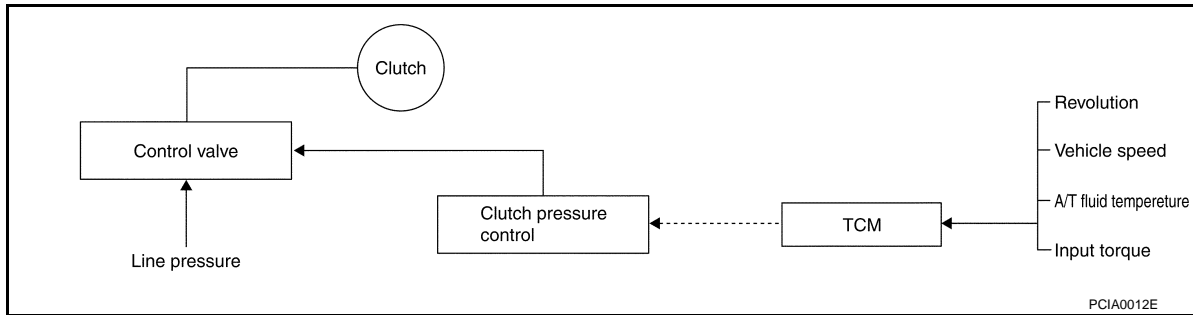 Clutch
Control valve
Line pressure
Clutch pressure
control
TCM
Revolution
Vehicle speed
A/T fluid tempereture
Input torque
PCIA0012E